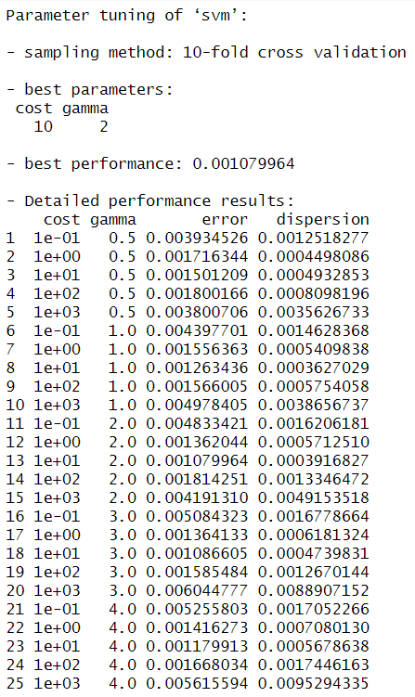 Parameter tuning of ‘svm’:
- sampling method: 10-fold cross validation
- best parameters:
cost gamma
10 2
- best performance: 0.001079964
- Detailed performance results:
cost gamma error dispersion
1 1e-01 0.5 0.003934526 0.0012518277
2 1e+00 0.5 0.001716344 0.0004498086
3 1e+01 0.5 0.001501209 0.0004932853
4 1e+02 0.5 0.001800166 0.0008098196
5 1e+03 0.5 0.003800706 0.0035626733
6 1e-01 1.0 0.004397701 0.0014628368
7 1e+00 1.0 0.001556363 0.0005409838
8 1e+01 1.0 0.001263436 0.0003627029
9 1e+02 1.0 0.001566005 0.0005754058
10 1e+03 1.0 0.004978405 0.0038656737
11 1e-01 2.0 0.004833421 0.0016206181
12 1e+00 2.0 0.001362044 0.0005712510
13 1e+01 2.0 0.001079964 0.0003916827
14 1e+02 2.0 0.001814251 0.0013346472
15 1e+03 2.0 0.004191310 0.0049153518
16 1e-01 3.0 0.005084323 0.0016778664
17 1e+00 3.0 0.001364133 0.0006181324
18 1e+01 3.0 0.001086605 0.0004739831
19 1e+02 3.0 0.001585484 0.0012670144
20 1e+03 3.0 0.006044777 0.0088907152
21 1e-01 4.0 0.005255803 0.0017052266
22 1e+00 4.0 0.001416273 0.0007080130
23 1e+01 4.0 0.001179913 0.0005678638
24 1e+02 4.0 0.001668034 0.0017446163
25 1e+03 4.0 0.005615594 0.0095294335